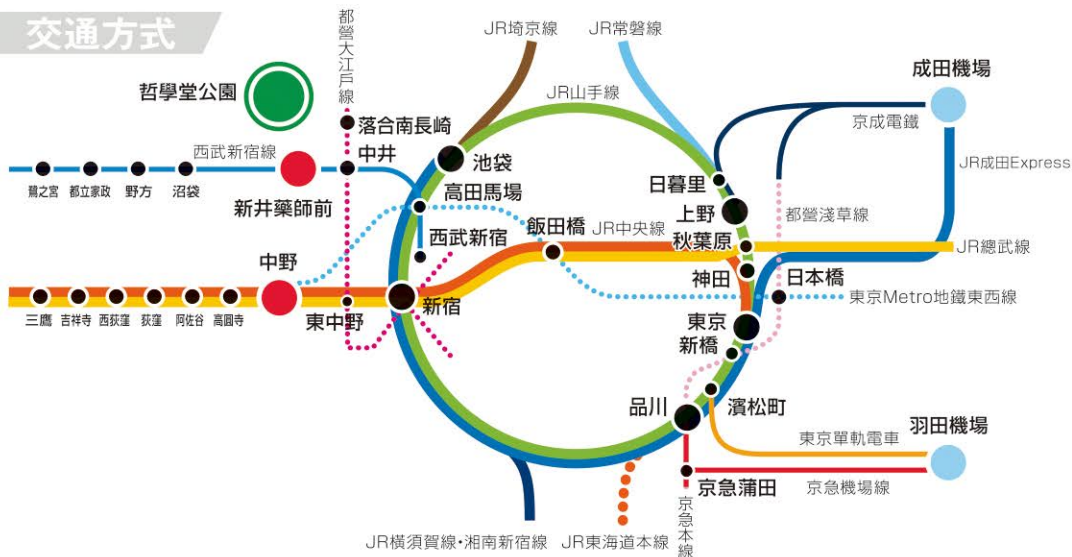 交通方式
都營大江戶線
JR埼京線
JR常磐線
成田機場
哲學堂公園
JR山手線
京成電鐵
落合南長崎
西武新宿線
中井
池袋
日暮里
JR成田Express
鷺之宮
都立家政
野方
沼袋
新井藥師前
高田馬場
上野
都營淺草線
西武新宿
飯田橋
JR中央線
秋葉原
JR總武線
中野
神田
日本橋
三鷹
吉祥寺
西荻窪
荻窪
阿佐谷
高圓寺
東中野
新宿
東京Metro地鐵東西線
東京
新橋
品川
濱松町
羽田機場
東京單軌電車
京急蒲田
京急機場線
京急本線
JR橫須賀線・湘南新宿線
JR東海道本線